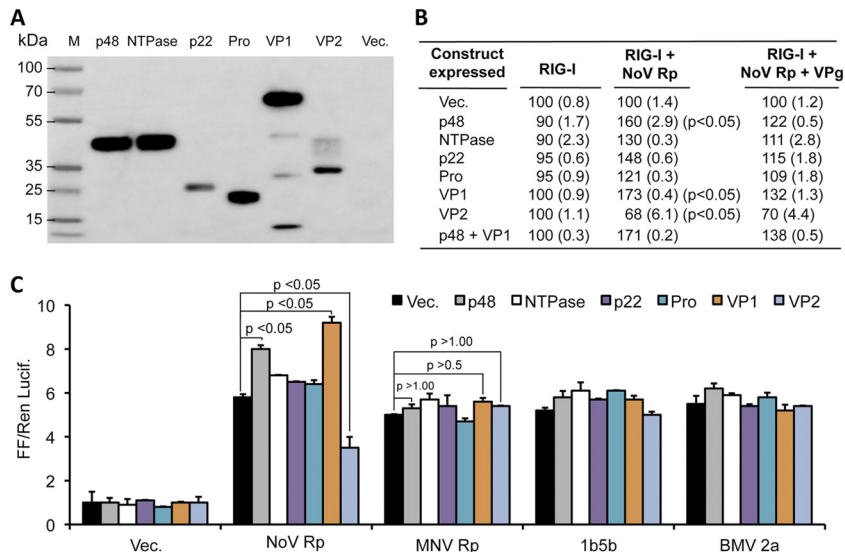 A
kDa M p48 NTPase p22 Pro VP1 VP2 Vec.
100
70
55
35
25
15
B
Construct expressed RIG-I RIG-I + NoV Rp RIG-I + NoV Rp + VPg
Vec. 100 (0.8) 100 (1.4) 100 (1.2)
p48 90 (1.7) 160 (2.9) (p<0.05) 122 (0.5)
NTPase 90 (2.3) 130 (0.3) 111 (2.8)
p22 95 (0.6) 148 (0.6) 115 (1.8)
Pro 95 (0.9) 121 (0.3) 109 (1.8)
VP1 100 (0.9) 173 (0.4) (p<0.05) 132 (1.3)
VP2 100 (1.1) 68 (6.1) (p<0.05) 70 (4.4)
p48 + VP1 100 (0.3) 171 (0.2) 138 (0.5)
C
FF/Ren Lucif.
10
8
6
4
2
0
p <0.05
p <0.05
p <0.05
p >1.00
p >0.5
p >1.00
Vec. p48 NTPase p22 Pro VP1 VP2
Vec. NoV Rp MNV Rp 1b5b BMV 2a